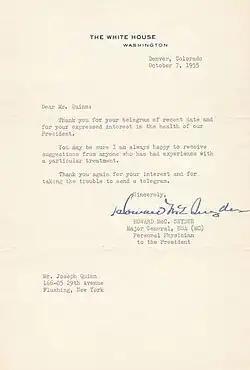 THE WHITE HOUSE
WASHINGTON
Denver, Colorado
October 7, 1955
Dear Mr. Quinn:
Thank you for your telegram of recent date and
for your expressed interest in the health of our
President.
You may be sure I am always happy to receive
suggestions from anyone who has had experience with
a particular treatment.
Thank you again for your interest and for
taking the trouble to send a telegram.
Sincerely,
Howard McC Snyder
HOWARD McC. SNYDER
Major General, USA (MC)
Personal Physician
to the President
Mr. Joseph Quinn
146-05 29th Avenue
Flushing, New York